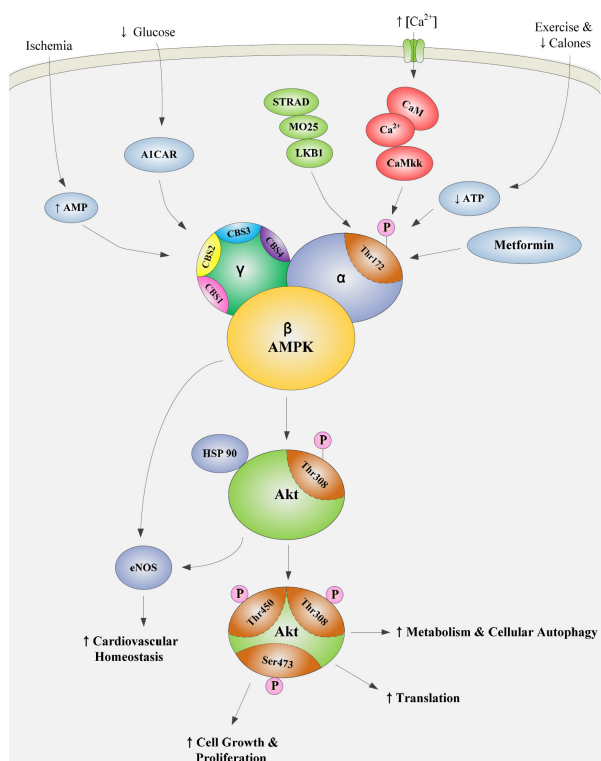 ↑ [Ca²⁺]
Exercise &
↓ Calones
↓ Glucose
Ischemia
STRAD
MO25
LKB1
CaM
Ca²⁺
CaMkk
A1CAR
↑ AMP
↓ ATP
P
Metformin
CBS1
CBS2
CBS3
CBS4
γ
α
Thr172
β
AMPK
HSP 90
P
Thr308
Akt
eNOS
P
P
Thr450
Thr308
Akt
Ser473
P
↑ Cardiovascular
Homeostasis
↑ Metabolism & Cellular Autophagy
↑ Translation
↑ Cell Growth &
Proliferation